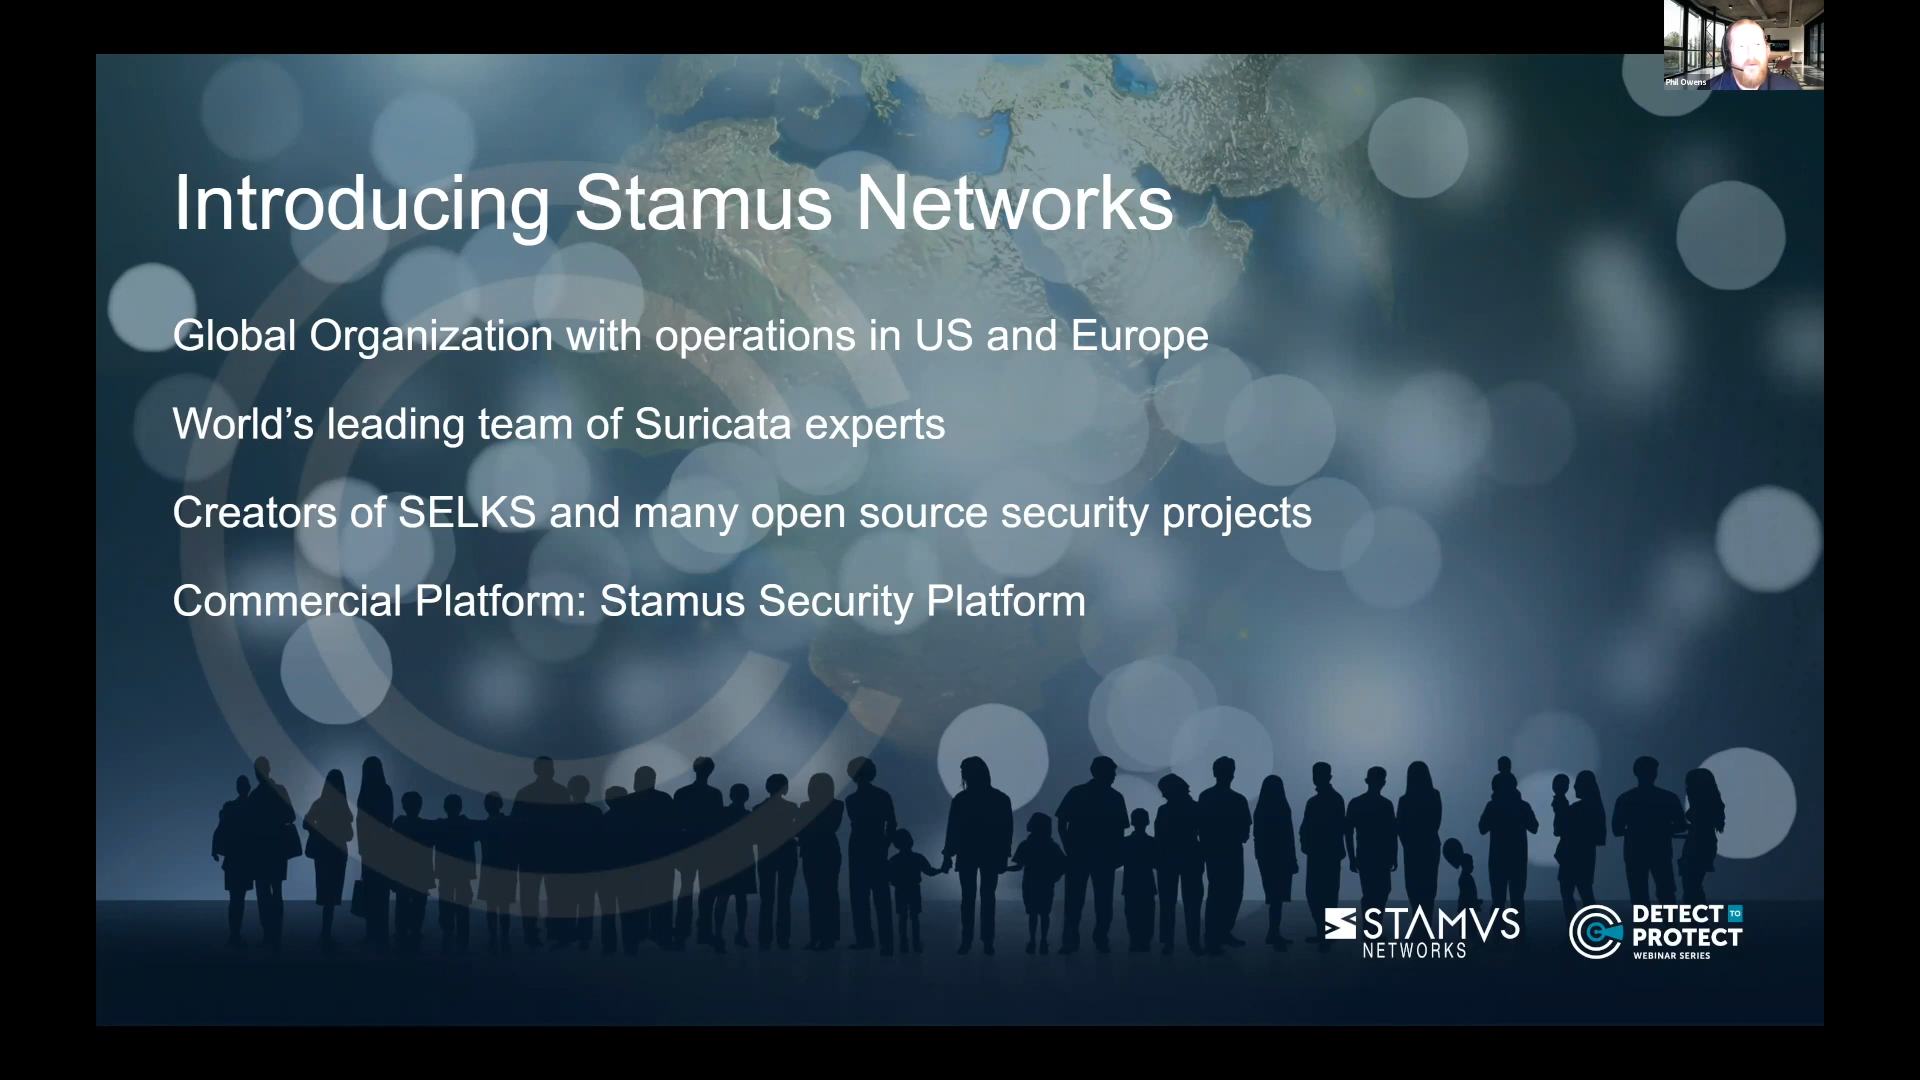 Phil Owens
Introducing Stamus Networks
Global Organization with operations in US and Europe
World’s leading team of Suricata experts
Creators of SELKS and many open source security projects
Commercial Platform: Stamus Security Platform
STAMVS
NETWORKS
DETECT TO
PROTECT
WEBINAR SERIES